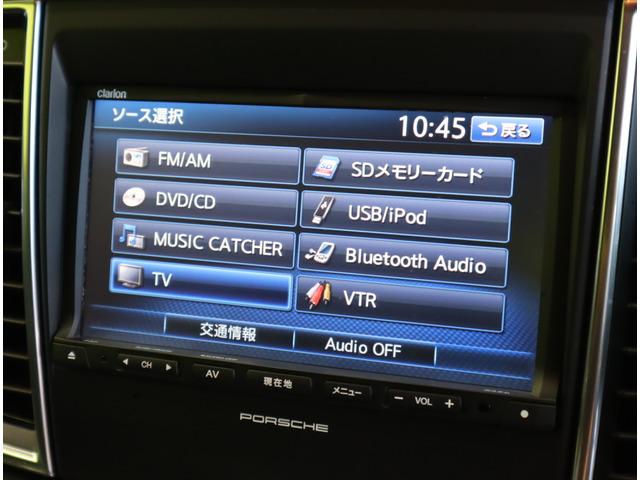 clarion
ソース選択
10:45 戻る
FM/AM
SDメモリーカード
DVD/CD
USB/iPod
MUSIC CATCHER
Bluetooth Audio
TV
VTR
交通情報
Audio OFF
CH
AV
現在地
メニュー
− VOL +
PORSCHE